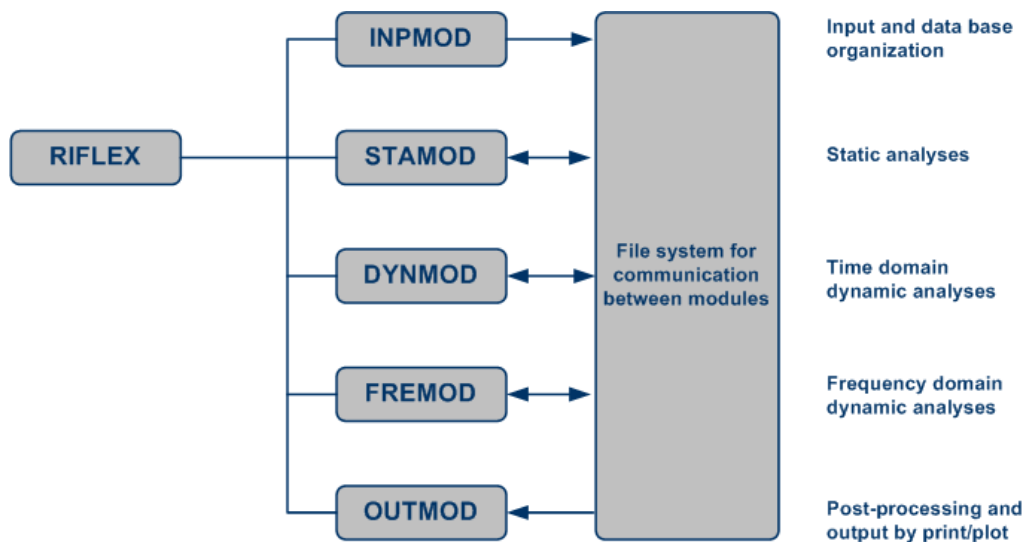 INPMOD
Input and data base
organization
RIFLEX
STAMOD
Static analyses
File system for
communication
between modules
DYNMOD
Time domain
dynamic analyses
FREMOD
Frequency domain
dynamic analyses
OUTMOD
Post-processing and
output by print/plot